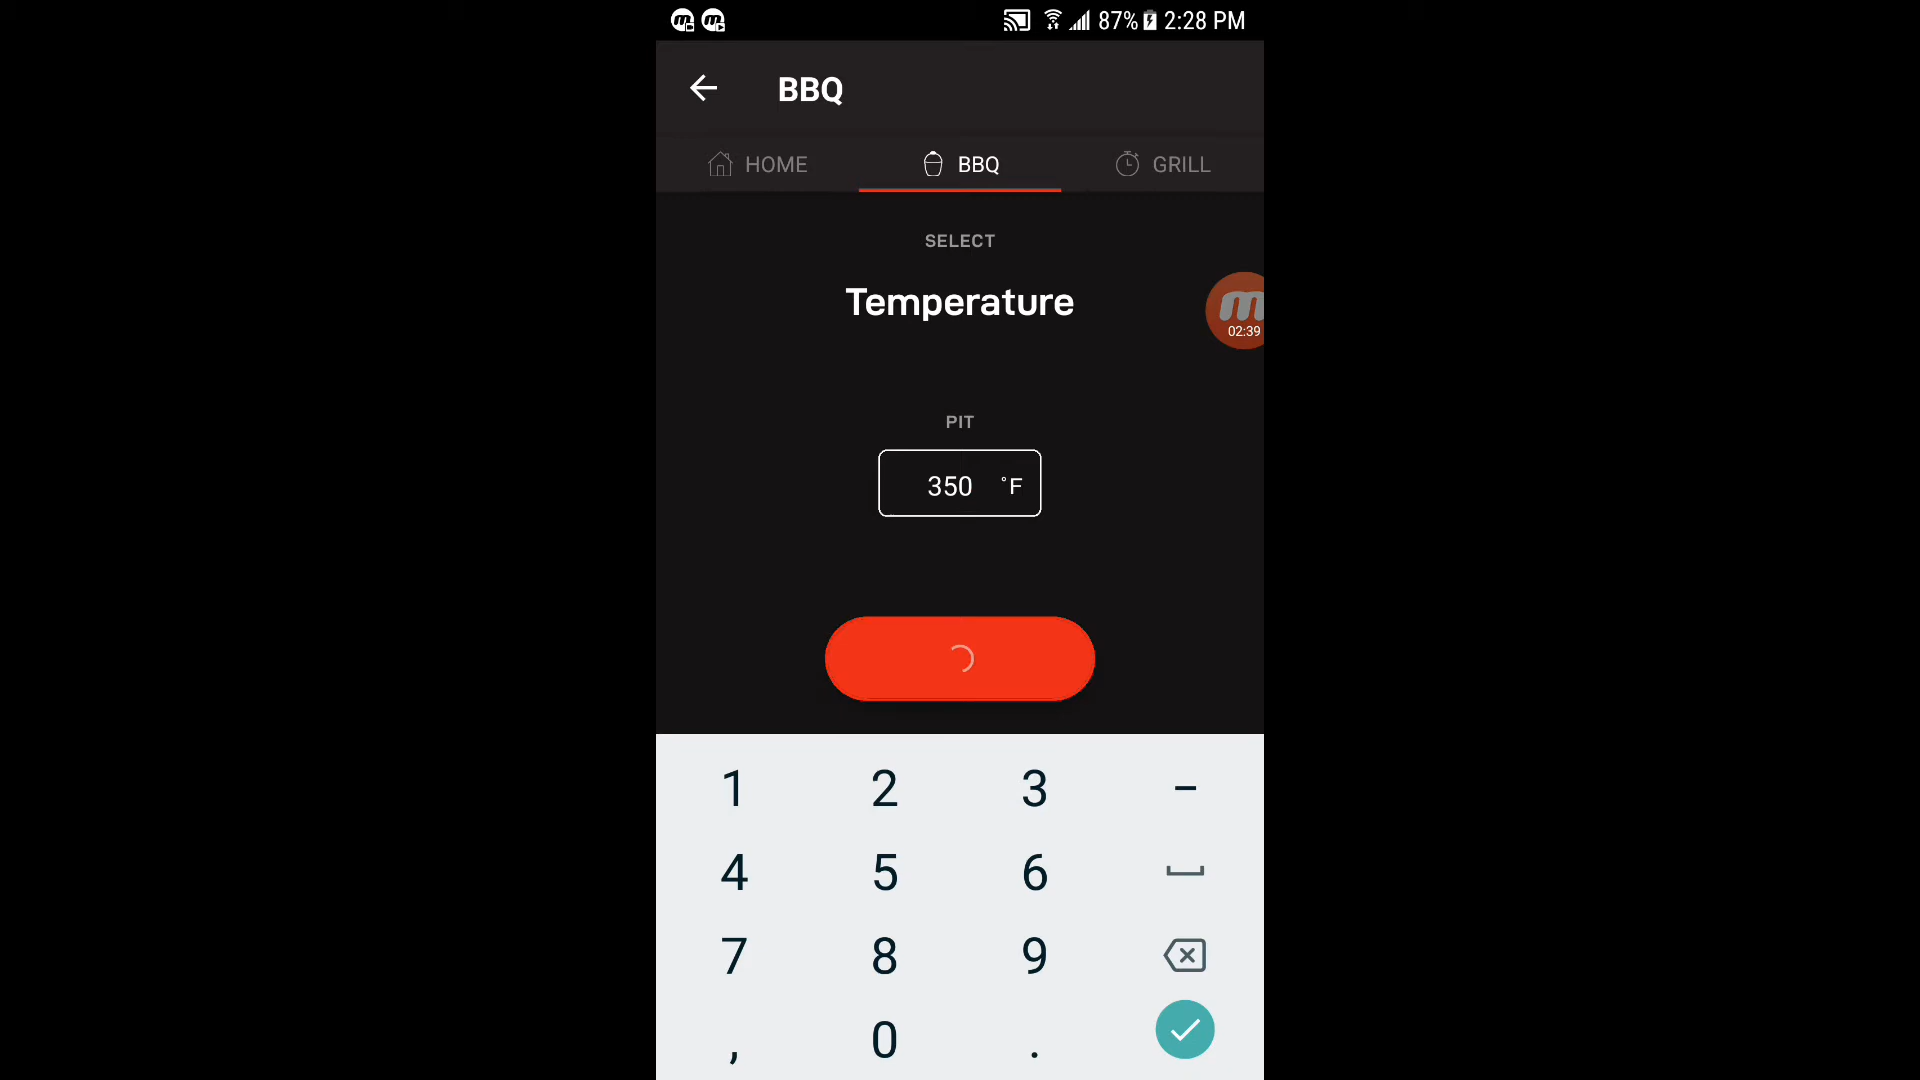 87% 2:28 PM
BBQ
HOME BBQ GRILL
SELECT
Temperature
m
02:39
PIT
350 °F
1 2 3 -
4 5 6
7 8 9
, 0 .